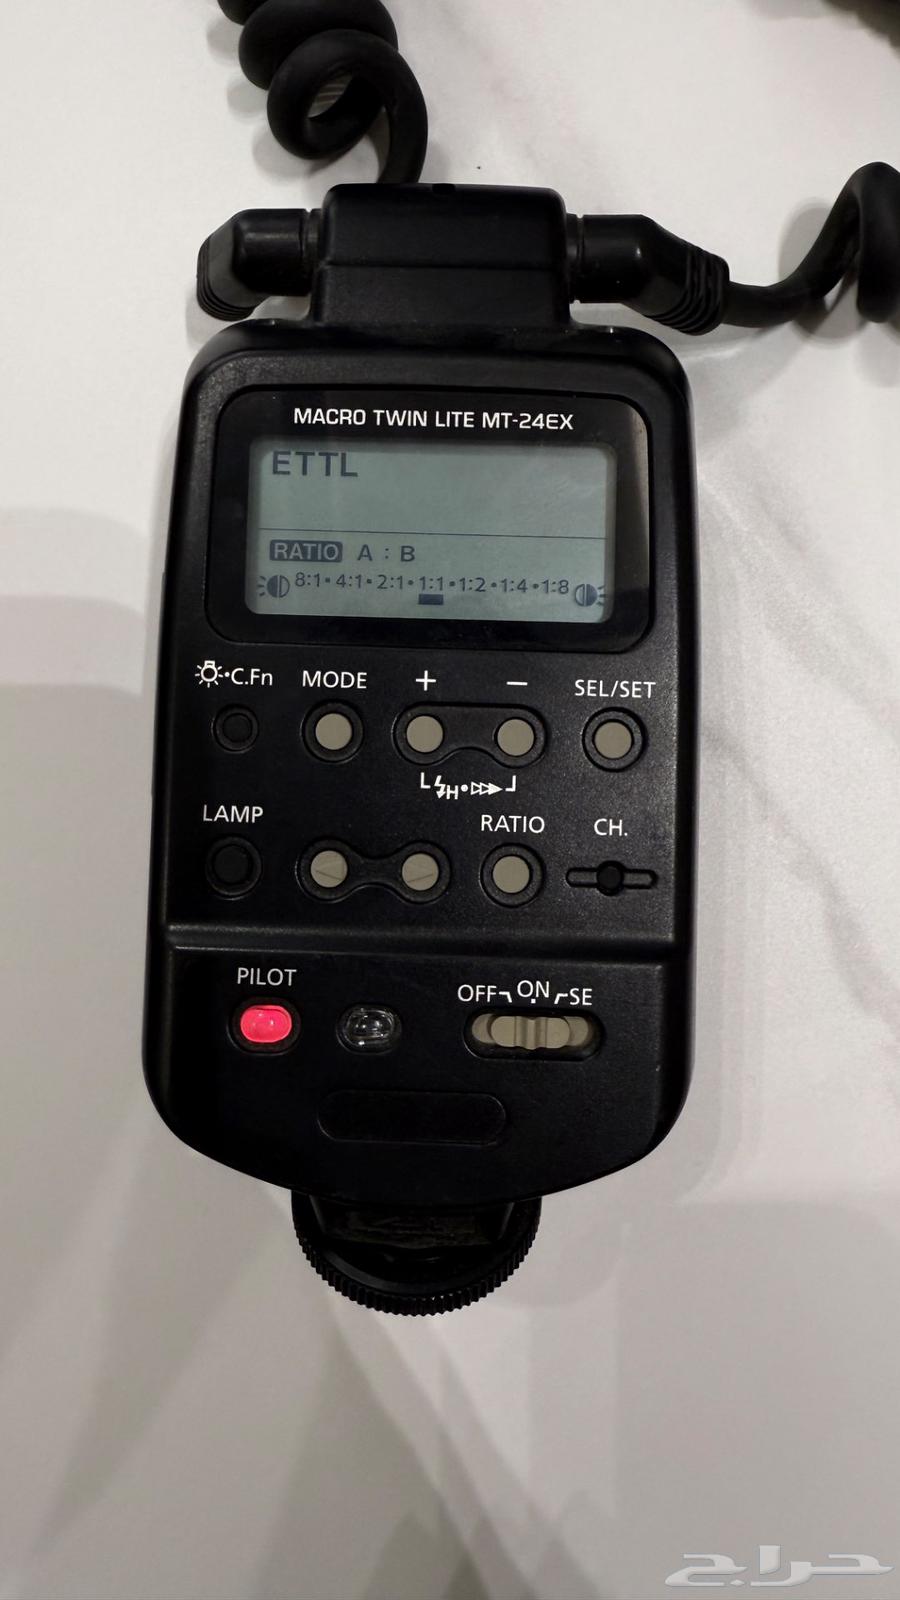 MACRO TWIN LITE MT-24EX
ETTL
RATIO A : B
8:1•4:1•2:1•1:1•1:2•1:4•1:8
•C.Fn MODE + − SEL/SET
H•
LAMP RATIO CH.
PILOT
OFF ON SE
حراج